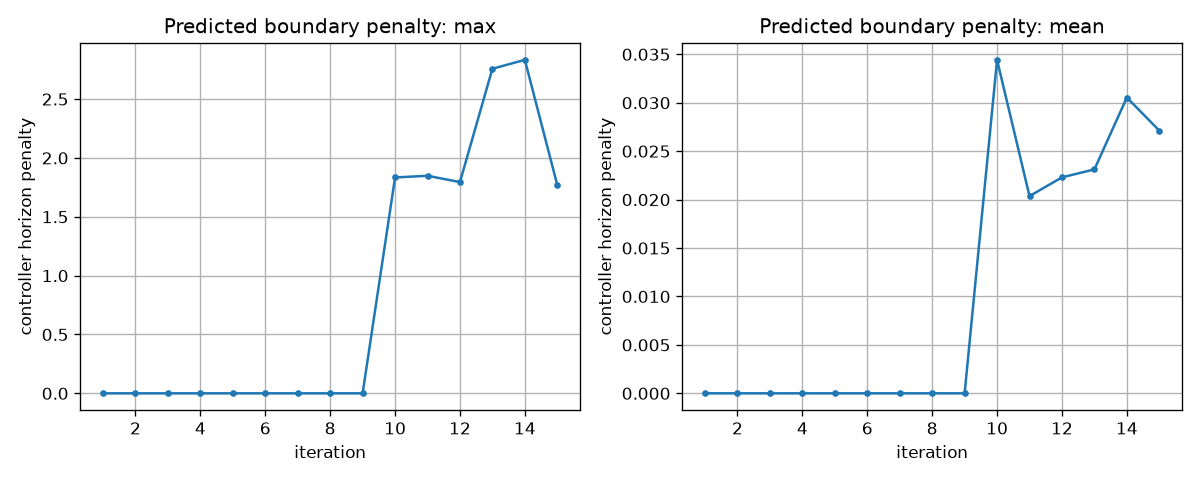 Predicted boundary penalty: max
controller horizon penalty
2.5
2.0
1.5
1.0
0.5
0.0
2 4 6 8 10 12 14
iteration
Predicted boundary penalty: mean
controller horizon penalty
0.035
0.030
0.025
0.020
0.015
0.010
0.005
0.000
2 4 6 8 10 12 14
iteration